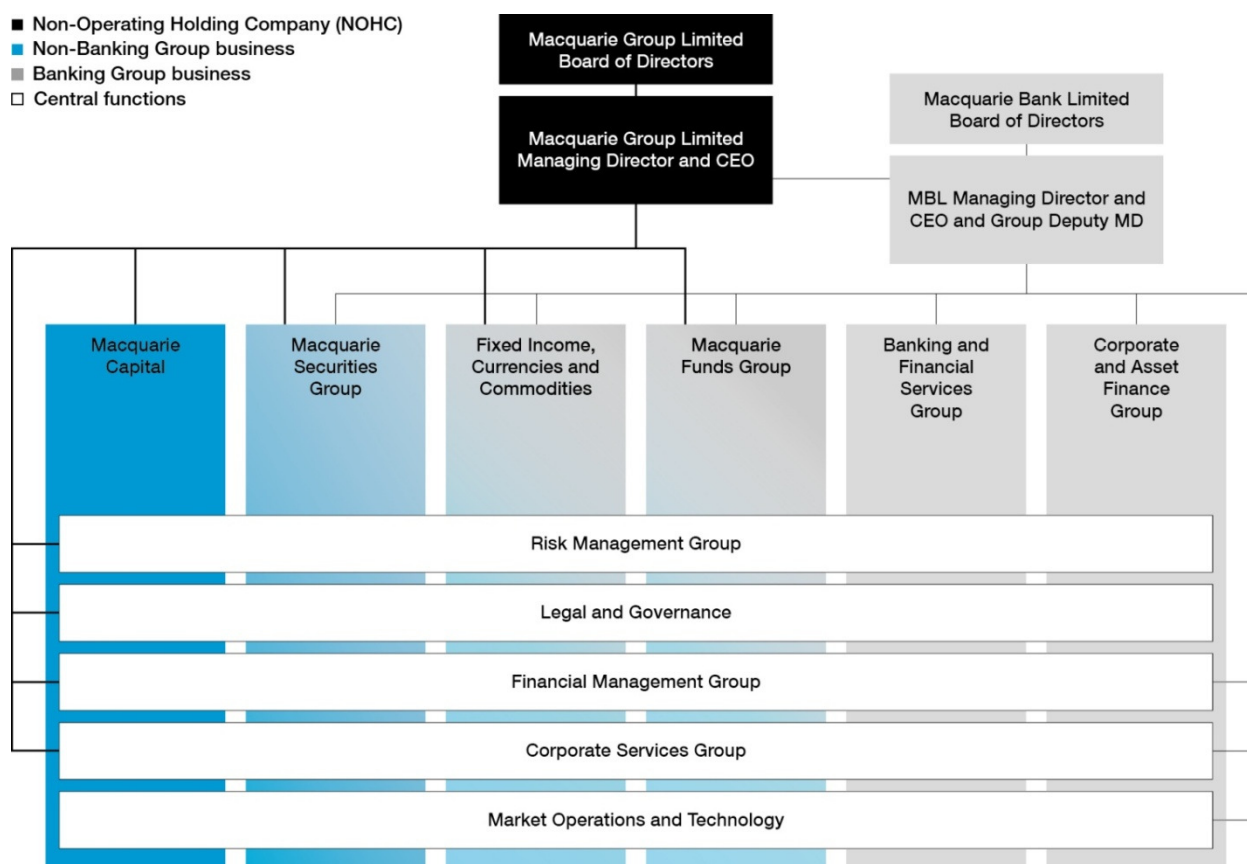 Non-Operating Holding Company (NOHC)
Non-Banking Group business
Banking Group business
Central functions
Macquarie Group Limited
Board of Directors
Macquarie Group Limited
Managing Director and CEO
Macquarie Bank Limited
Board of Directors
MBL Managing Director and
CEO and Group Deputy MD
Macquarie
Capital
Macquarie
Securities
Group
Fixed Income,
Currencies and
Commodities
Macquarie
Funds Group
Banking and
Financial
Services
Group
Corporate
and Asset
Finance
Group
Risk Management Group
Legal and Governance
Financial Management Group
Corporate Services Group
Market Operations and Technology